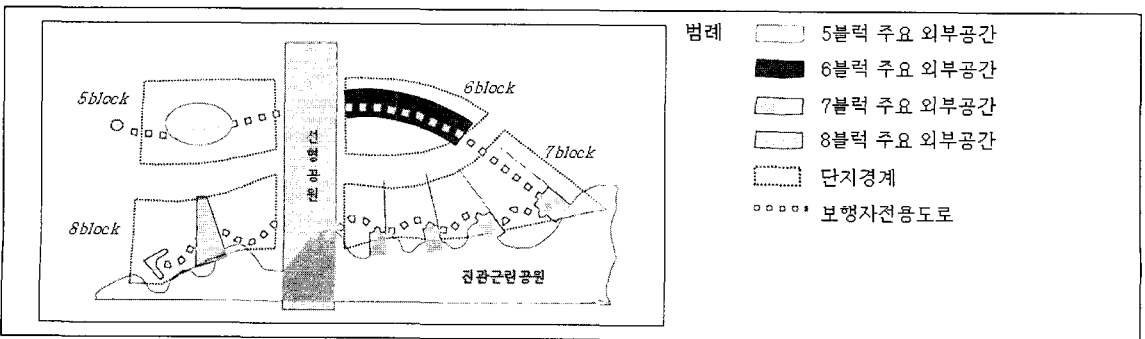 5block
6block
7block
8block
선형공원
진관근린공원
범례
5블럭 주요 외부공간
6블럭 주요 외부공간
7블럭 주요 외부공간
8블럭 주요 외부공간
단지경계
보행자전용도로